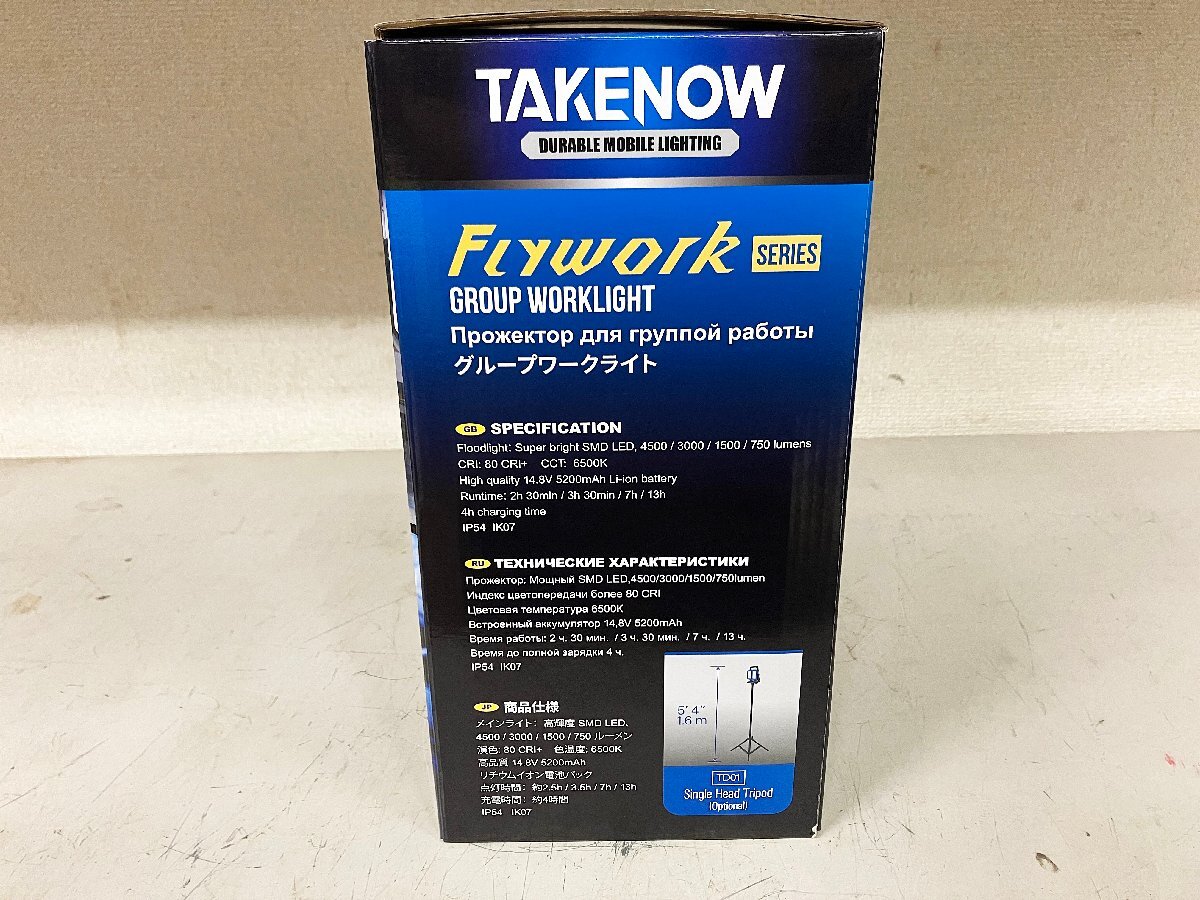 TAKENOW
DURABLE MOBILE LIGHTING
Flywork SERIES
GROUP WORKLIGHT
Прожектор для группой работы
グループワークライト
GB SPECIFICATION
Floodlight: Super bright SMD LED, 4500 / 3000 / 1500 / 750 lumens
CRI: 80 CRI+ CCT: 6500K
High quality 14.8V 5200mAh Li-ion battery
Runtime: 2h 30min / 3h 30min / 7h / 13h
4h charging time
IP54 IK07
RU ТЕХНИЧЕСКИЕ ХАРАКТЕРИСТИКИ
Прожектор: Мощный SMD LED,4500/3000/1500/750lumen
Индекс цветопередачи более 80 CRI
Цветовая температура 6500K
Встроенный аккумулятор 14,8V 5200mAh
Время работы: 2 ч. 30 мин. / 3 ч. 30 мин. / 7 ч. / 13 ч.
Время до полной зарядки 4 ч.
IP54 IK07
JP 商品仕様
メインライト: 高輝度 SMD LED,
4500 / 3000 / 1500 / 750 ルーメン
演色: 80 CRI+ 色温度: 6500K
高品質 14.8V 5200mAh
リチウムイオン電池パック
点灯時間: 約2.5h / 3.5h / 7h / 13h
充電時間: 約4時間
IP54 IK07
5' 4"
1.6 m
TD01
Single Head Tripod
(Optional)